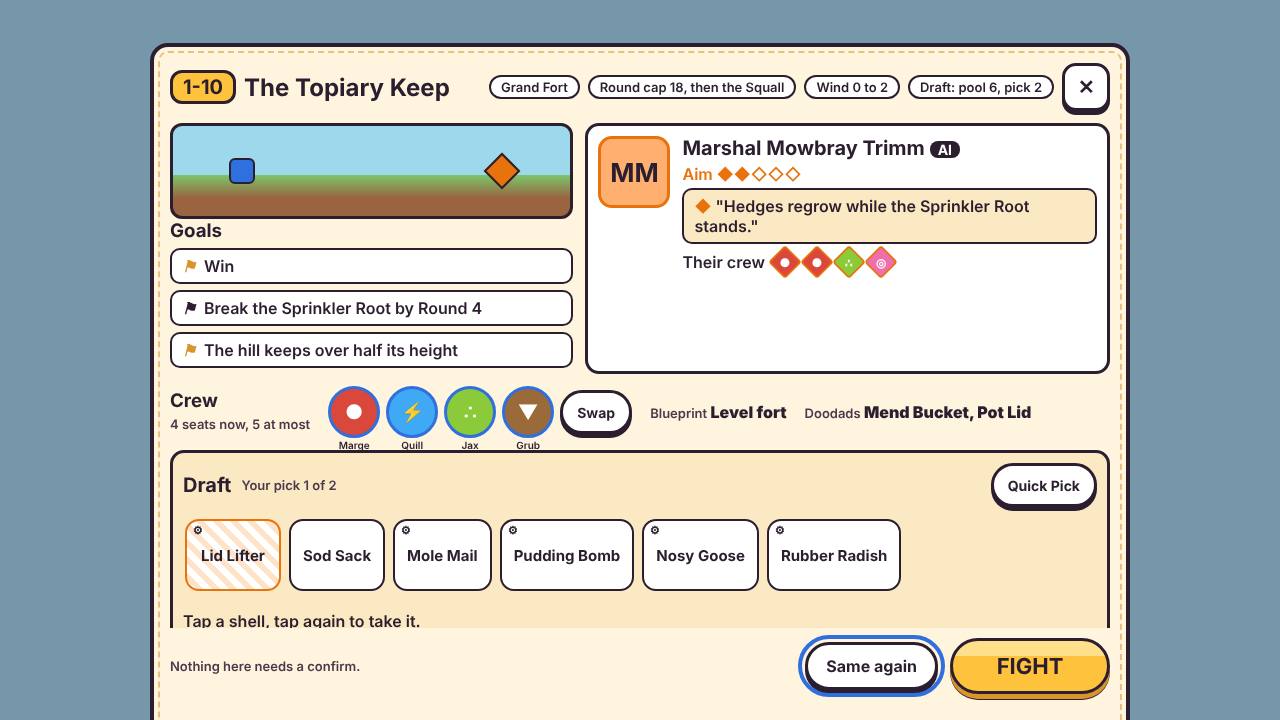 1-10 The Topiary Keep Grand Fort Round cap 18, then the Squall Wind 0 to 2 Draft: pool 6, pick 2 ✕
MM
Marshal Mowbray Trimm AI
Aim
"Hedges regrow while the Sprinkler Root
stands."
Their crew
Goals
Win
Break the Sprinkler Root by Round 4
The hill keeps over half its height
Crew
4 seats now, 5 at most
Marge Quill Jax Grub
Swap
Blueprint Level fort Doodads Mend Bucket, Pot Lid
Draft Your pick 1 of 2 Quick Pick
Lid Lifter Sod Sack Mole Mail Pudding Bomb Nosy Goose Rubber Radish
Tap a shell, tap again to take it.
Nothing here needs a confirm. Same again FIGHT